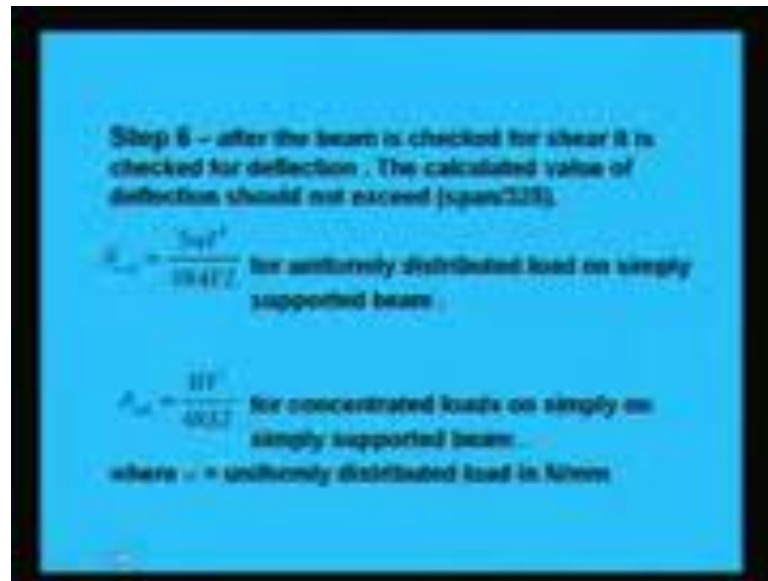 Step 6 – after the beam is checked for shear it is
checked for deflection . The calculated value of
deflection should not exceed (span/325).
for uniformly distributed load on simply
supported beam .
for concentrated loads on simply on
simply supported beam .
where = uniformly distributed load in N/mm